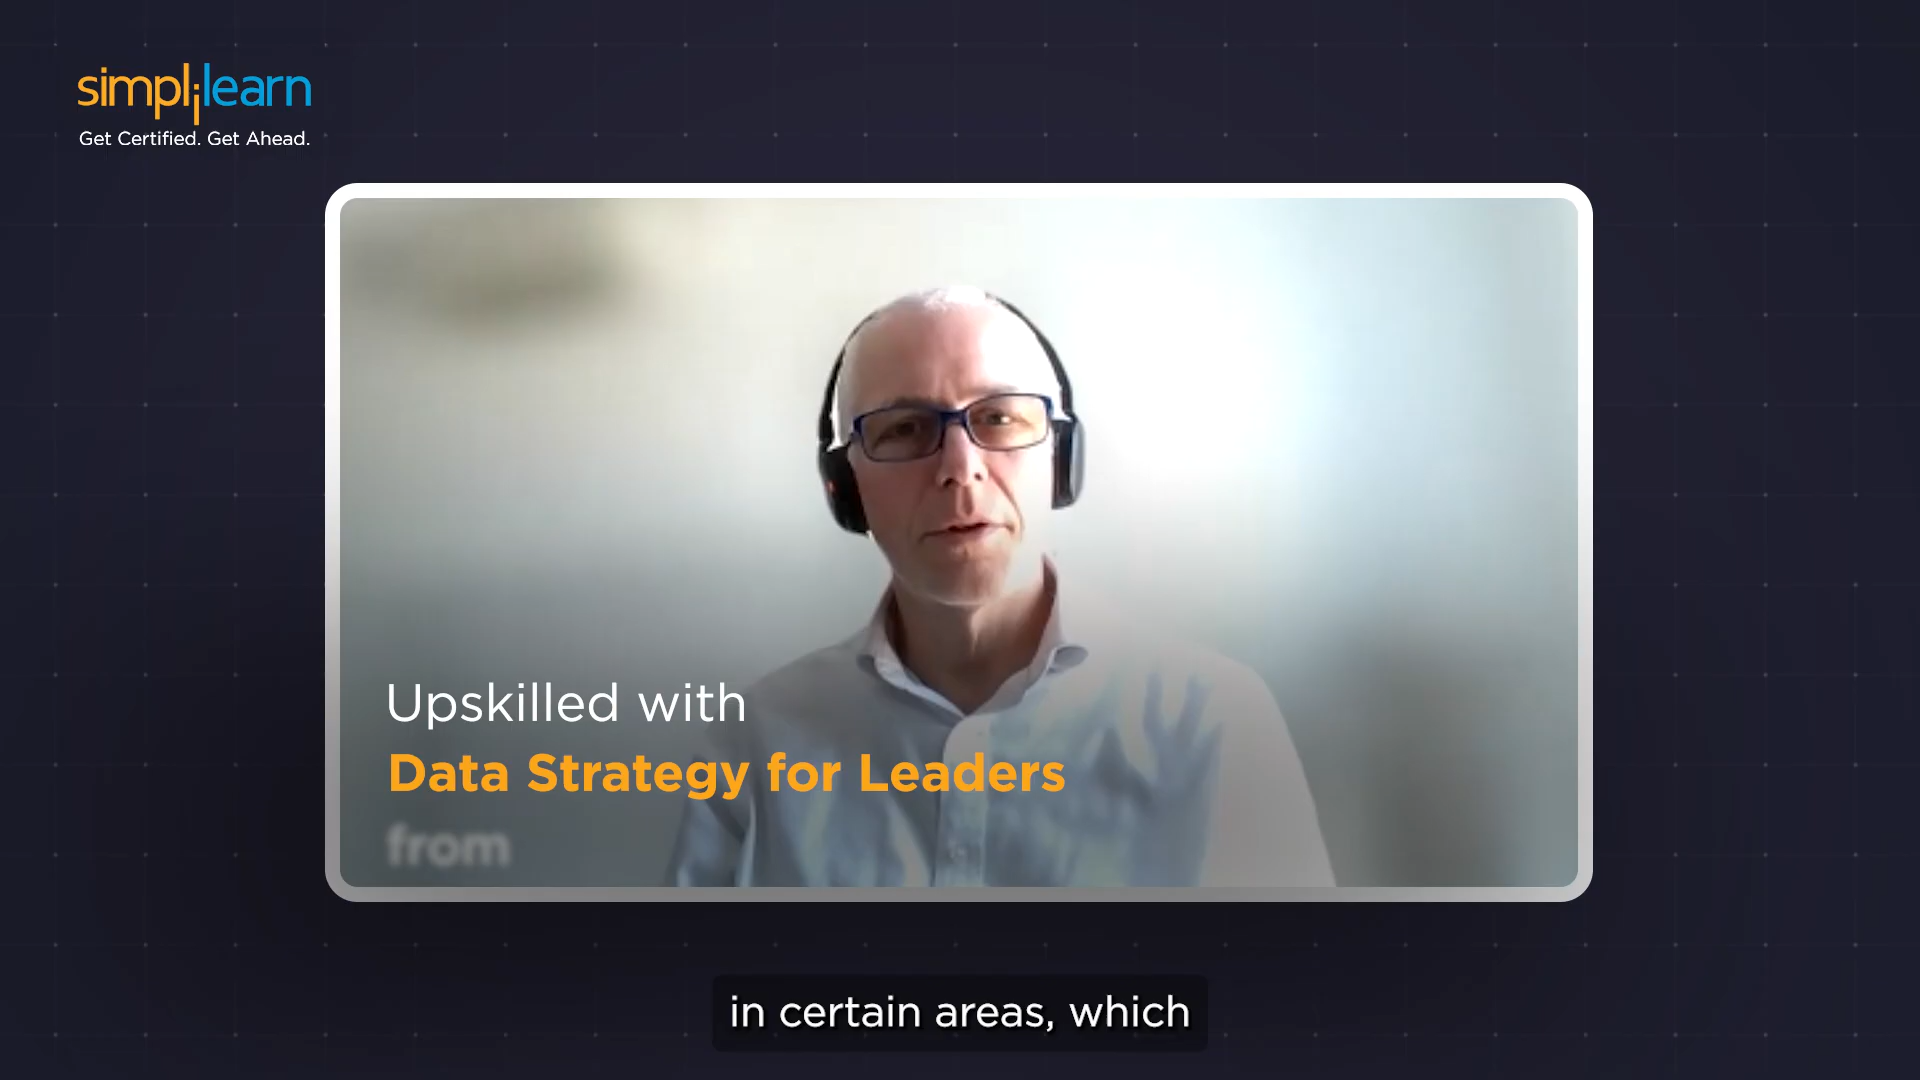 simplilearn
Get Certified. Get Ahead.
Upskilled with
Data Strategy for Leaders
from
in certain areas, which